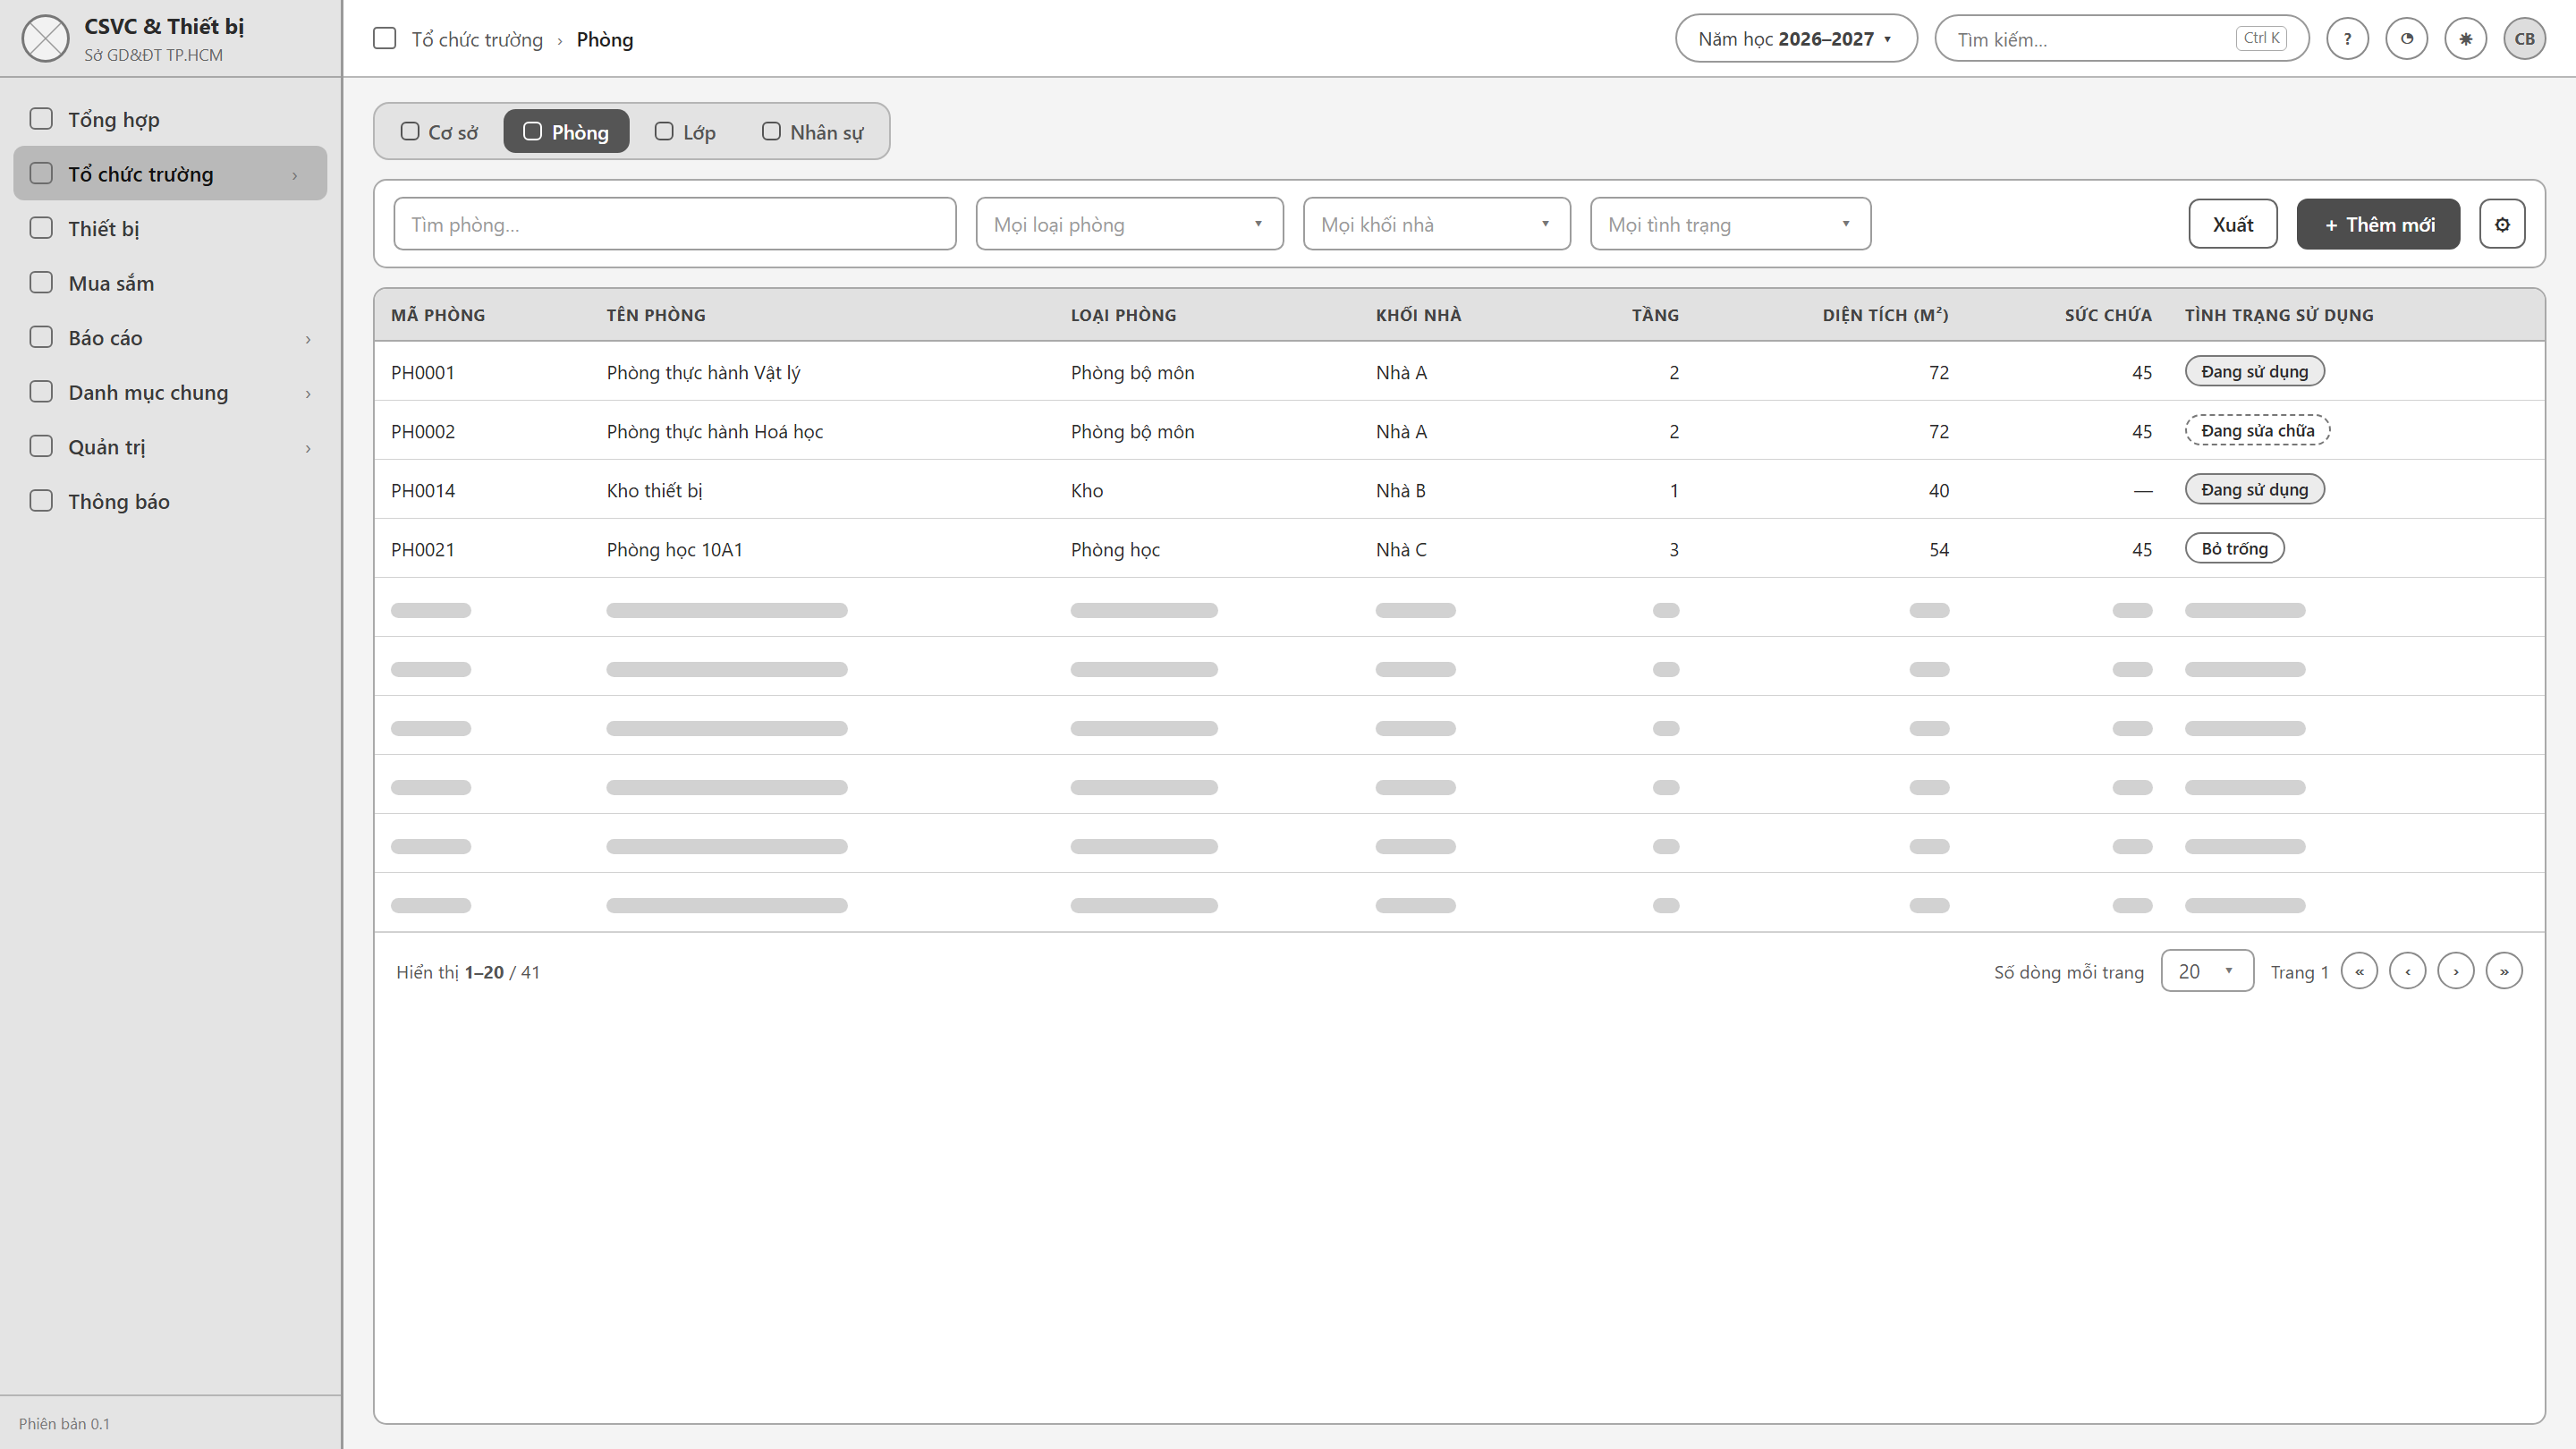 CSVC & Thiết bị
Sở GD&ĐT TP.HCM
Tổng hợp
Tổ chức trường ›
Thiết bị
Mua sắm
Báo cáo ›
Danh mục chung ›
Quản trị ›
Thông báo
Phiên bản 0.1
Tổ chức trường › Phòng
Năm học 2026–2027 ▾
Tìm kiếm... Ctrl K
?
CB
Cơ sở Phòng Lớp Nhân sự
Tìm phòng... Mọi loại phòng Mọi khối nhà Mọi tình trạng Xuất + Thêm mới
MÃ PHÒNG TÊN PHÒNG LOẠI PHÒNG KHỐI NHÀ TẦNG DIỆN TÍCH (M²) SỨC CHỨA TÌNH TRẠNG SỬ DỤNG
PH0001 Phòng thực hành Vật lý Phòng bộ môn Nhà A 2 72 45 Đang sử dụng
PH0002 Phòng thực hành Hoá học Phòng bộ môn Nhà A 2 72 45 Đang sửa chữa
PH0014 Kho thiết bị Kho Nhà B 1 40 — Đang sử dụng
PH0021 Phòng học 10A1 Phòng học Nhà C 3 54 45 Bỏ trống
Hiển thị 1–20 / 41 Số dòng mỗi trang 20 Trang 1 « ‹ › »